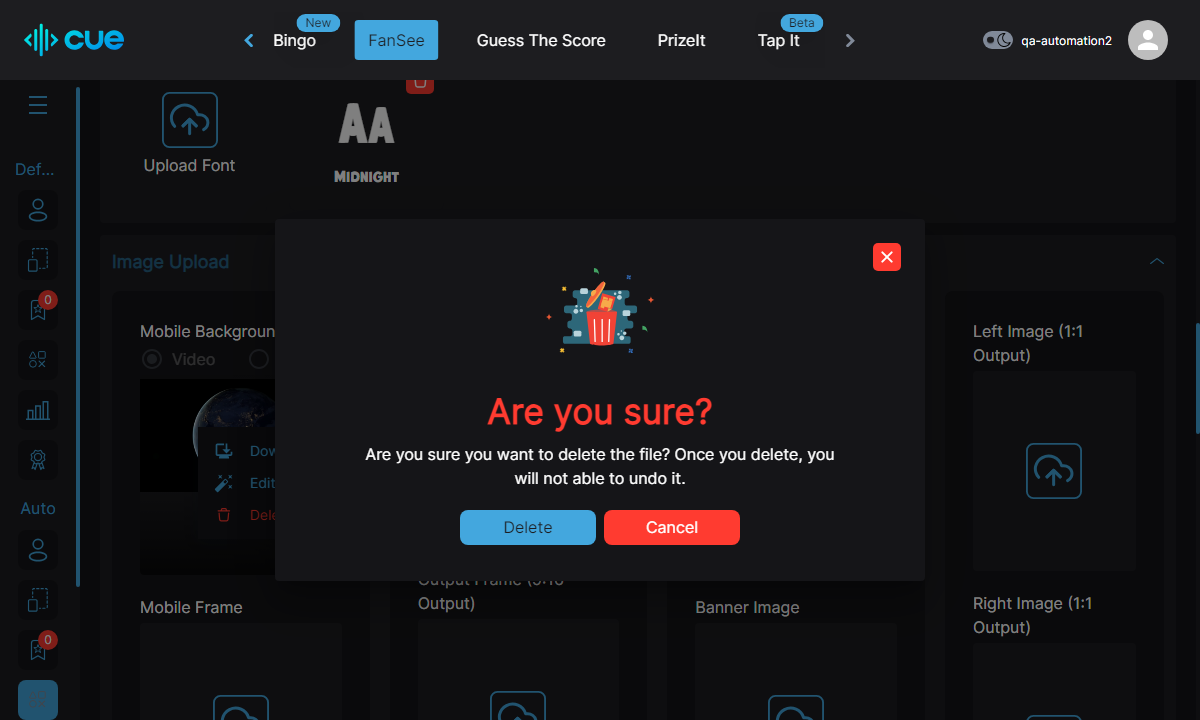 cue
Bingo
New
FanSee
Guess The Score
PrizeIt
Tap It
Beta
qa-automation2
Def...
0
Auto
0
Upload Font
AA
MIDNIGHT
Image Upload
Mobile Backgroun
Video
Dow
Edit
Dele
Mobile Frame
Output Frame (9:16
Output)
Banner Image
Left Image (1:1
Output)
Right Image (1:1
Output)
Are you sure?
Are you sure you want to delete the file? Once you delete, you
will not able to undo it.
Delete
Cancel